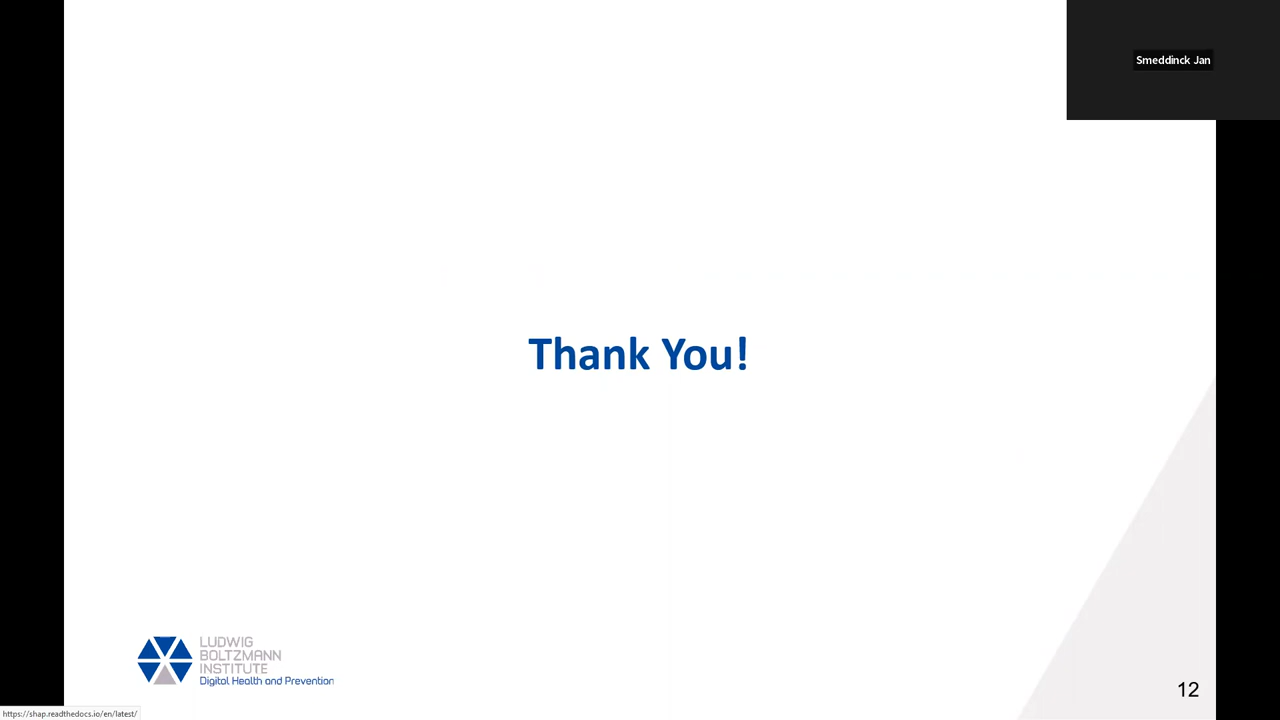 Smeddinck Jan
Thank You!
LUDWIG
BOLTZMANN
INSTITUTE
Digital Health and Prevention
12
https://shap.readthedocs.io/en/latest/